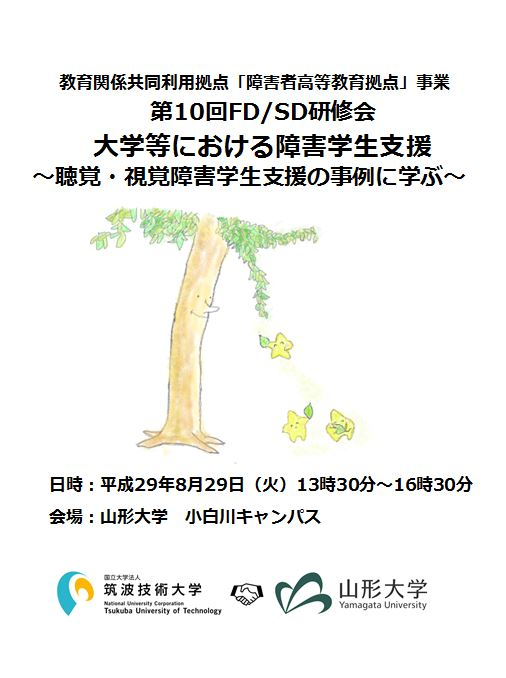 教育関係共同利用拠点「障害者高等教育拠点」事業
第10回FD/SD研修会
大学等における障害学生支援
～聴覚・視覚障害学生支援の事例に学ぶ～
日時：平成29年8月29日（火）13時30分～16時30分
会場：山形大学　小白川キャンパス
国立大学法人
筑波技術大学
National University Corporation
Tsukuba University of Technology
山形大学
Yamagata University